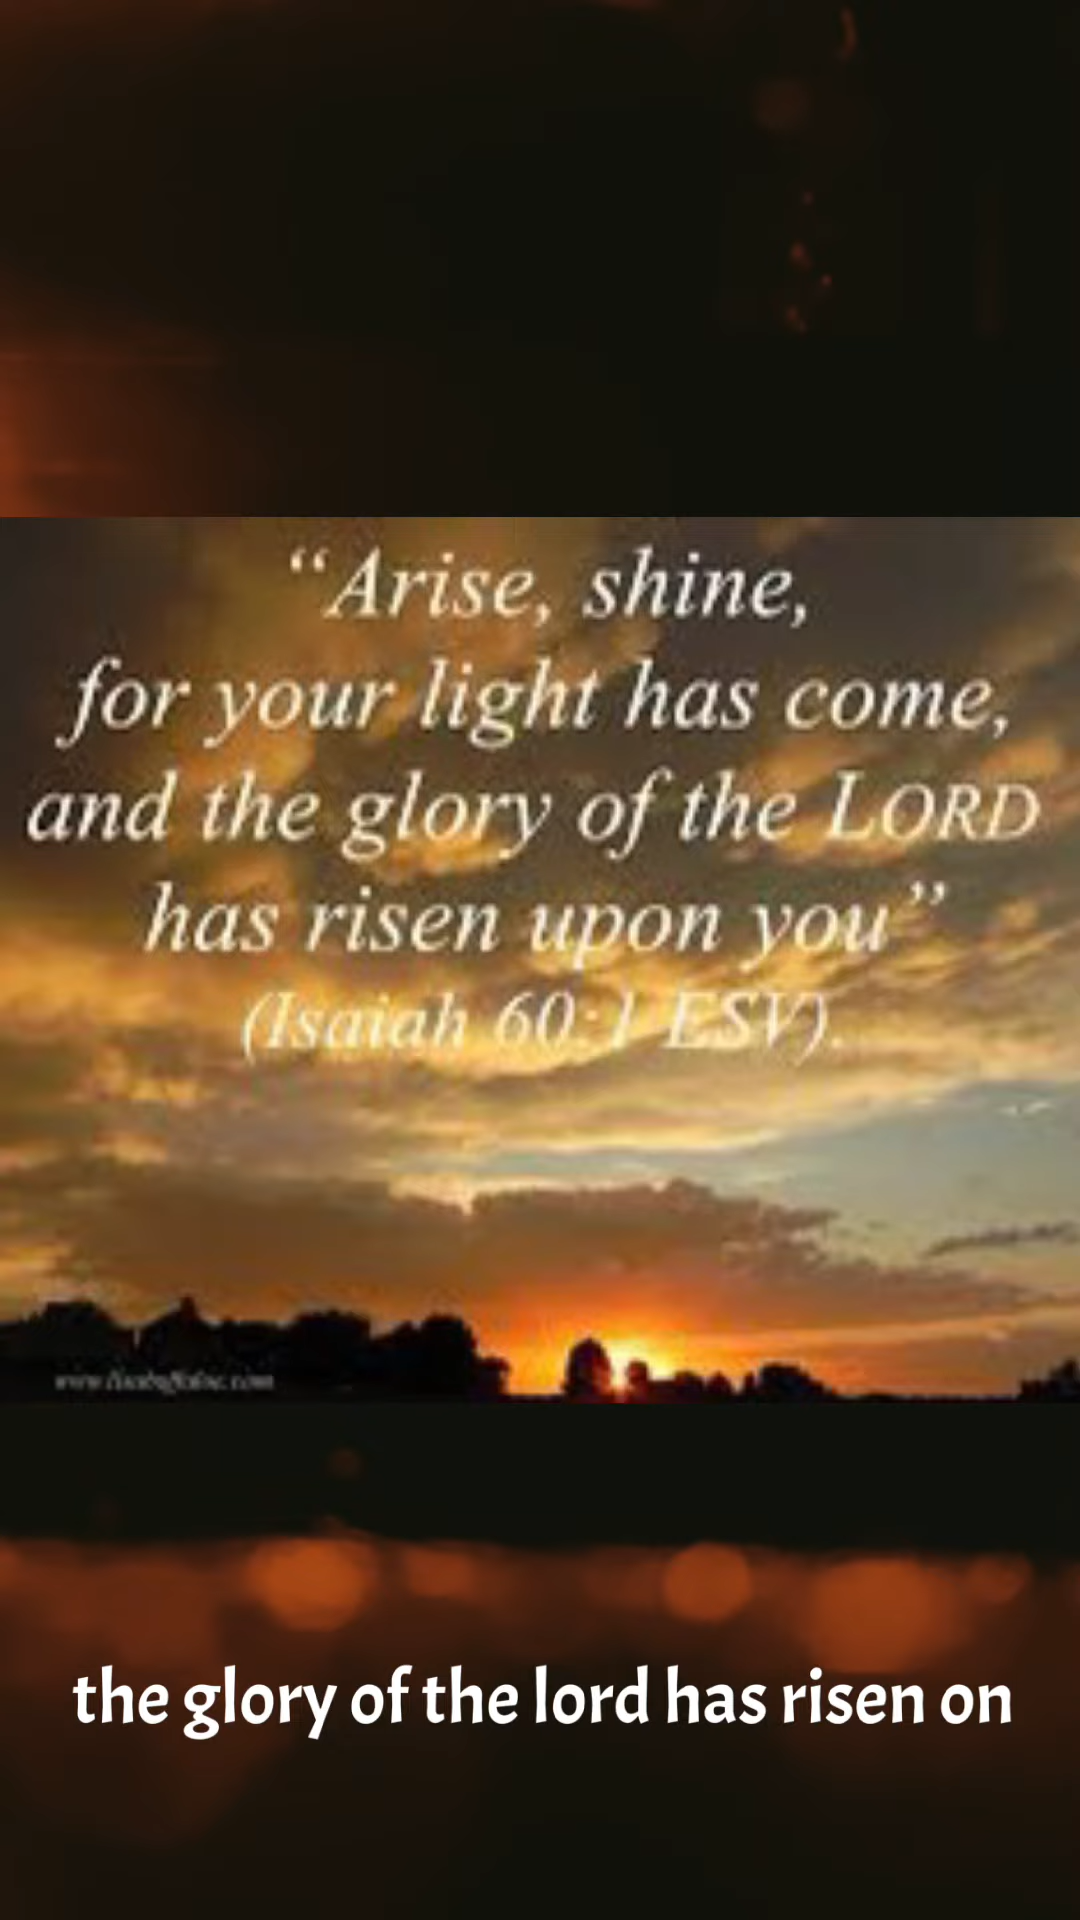 “Arise, shine,
for your light has come,
and the glory of the LORD
has risen upon you”
(Isaiah 60:1 ESV).
the glory of the lord has risen on